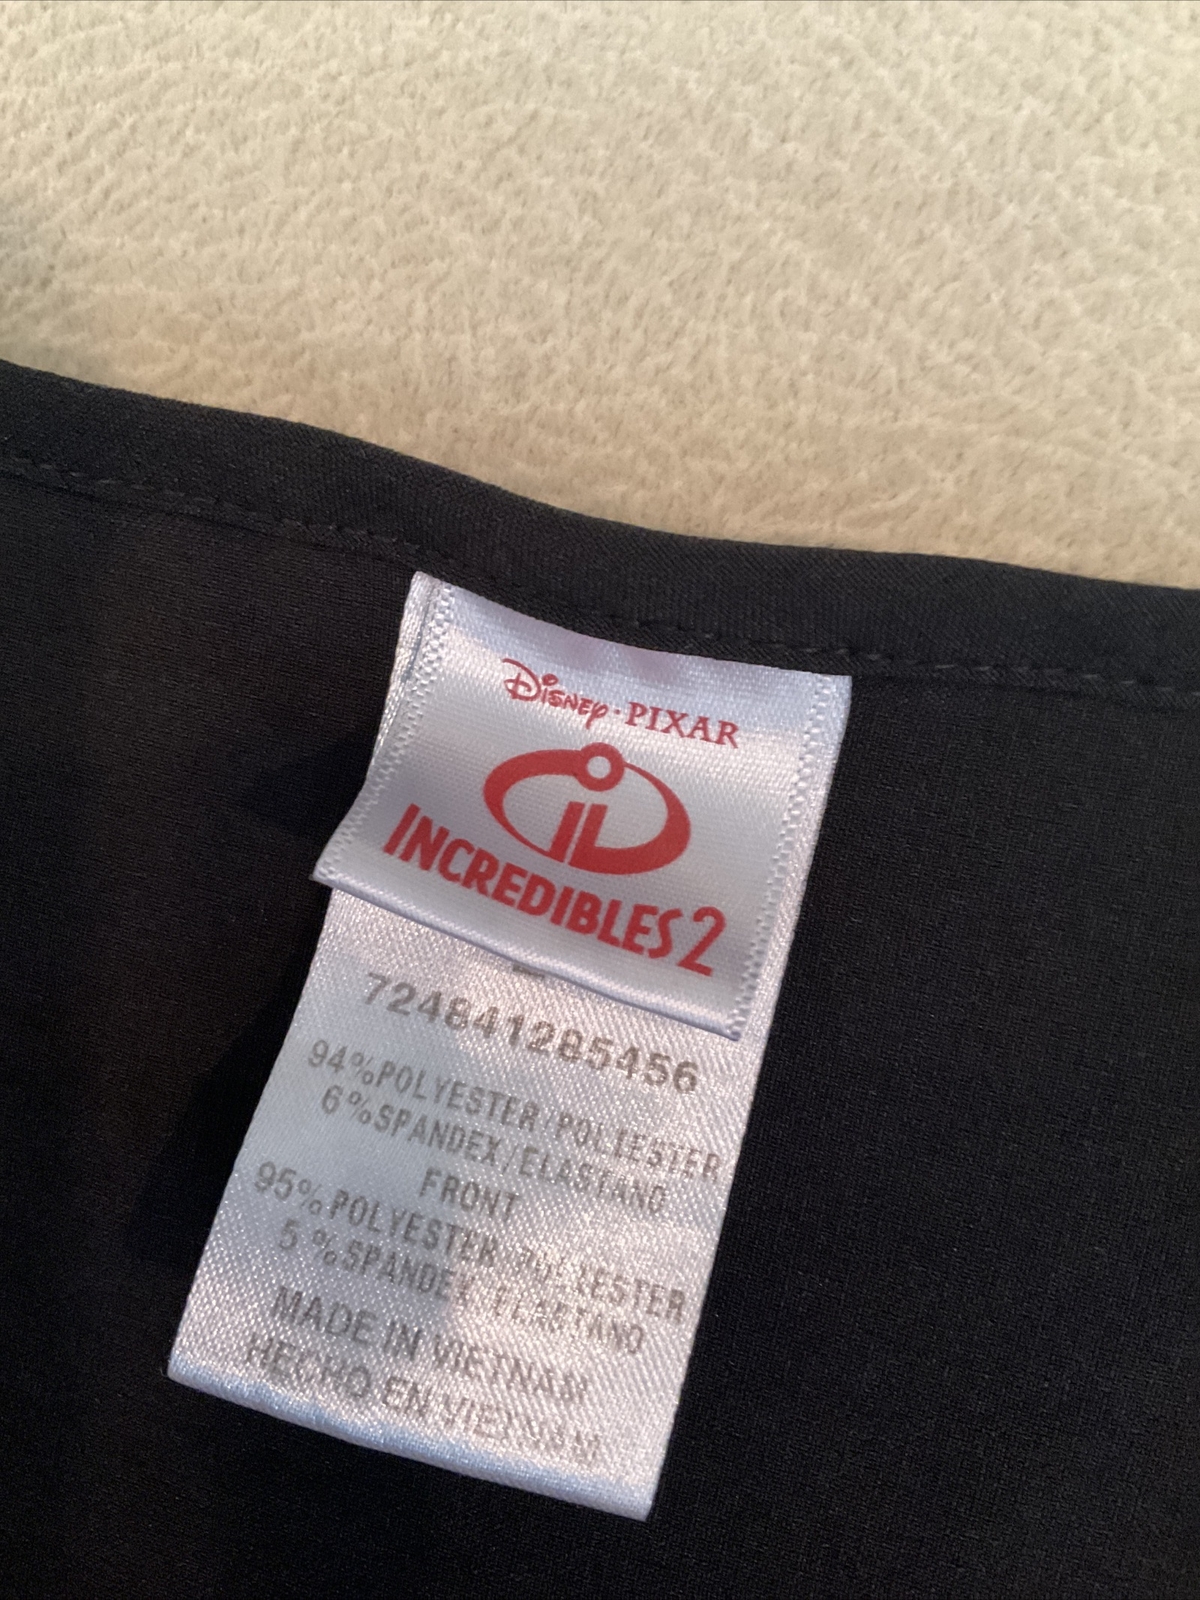 Disney·PIXAR
INCREDIBLES 2
724841285456
94%POLYESTER/POLIESTER
6%SPANDEX/ELASTANO
FRONT
95%POLYESTER/POLIESTER
5%SPANDEX/ELASTANO
MADE IN VIETNAM
HECHO EN VIETNAM